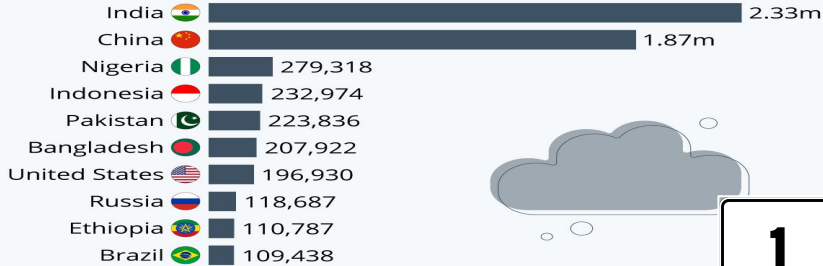 India 2.33m
China 1.87m
Nigeria 279,318
Indonesia 232,974
Pakistan 223,836
Bangladesh 207,922
United States 196,930
Russia 118,687
Ethiopia 110,787
Brazil 109,438
1